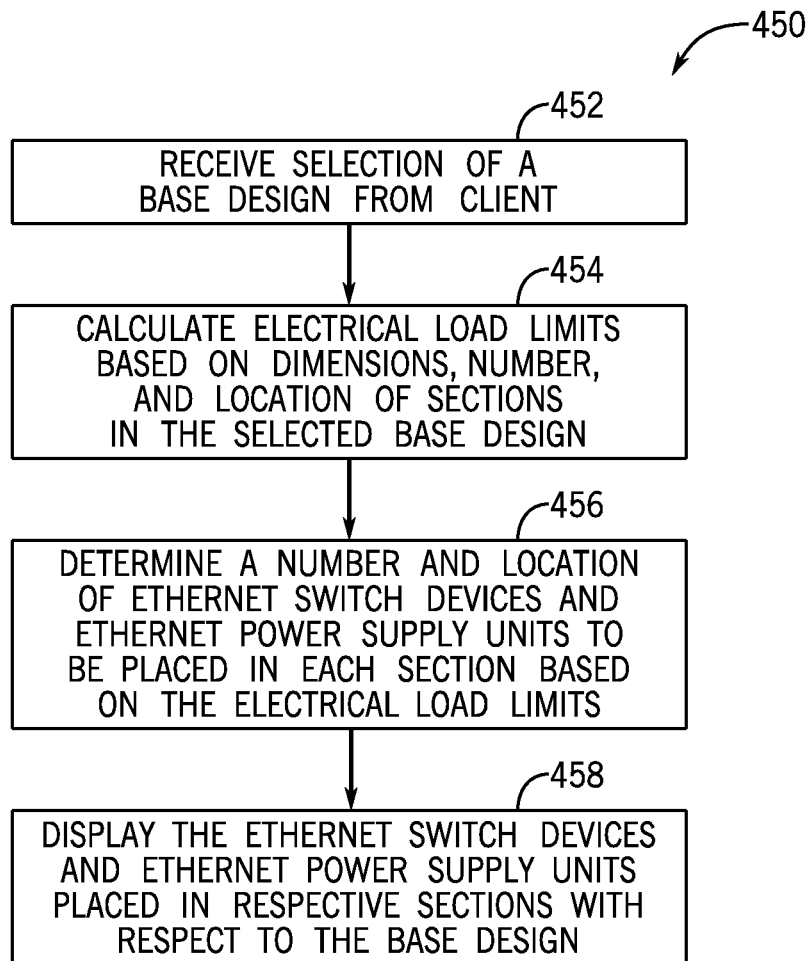 450
452
RECEIVE SELECTION OF A
BASE DESIGN FROM CLIENT
454
CALCULATE ELECTRICAL LOAD LIMITS
BASED ON DIMENSIONS, NUMBER,
AND LOCATION OF SECTIONS
IN THE SELECTED BASE DESIGN
456
DETERMINE A NUMBER AND LOCATION
OF ETHERNET SWITCH DEVICES AND
ETHERNET POWER SUPPLY UNITS TO
BE PLACED IN EACH SECTION BASED
ON THE ELECTRICAL LOAD LIMITS
458
DISPLAY THE ETHERNET SWITCH DEVICES
AND ETHERNET POWER SUPPLY UNITS
PLACED IN RESPECTIVE SECTIONS WITH
RESPECT TO THE BASE DESIGN